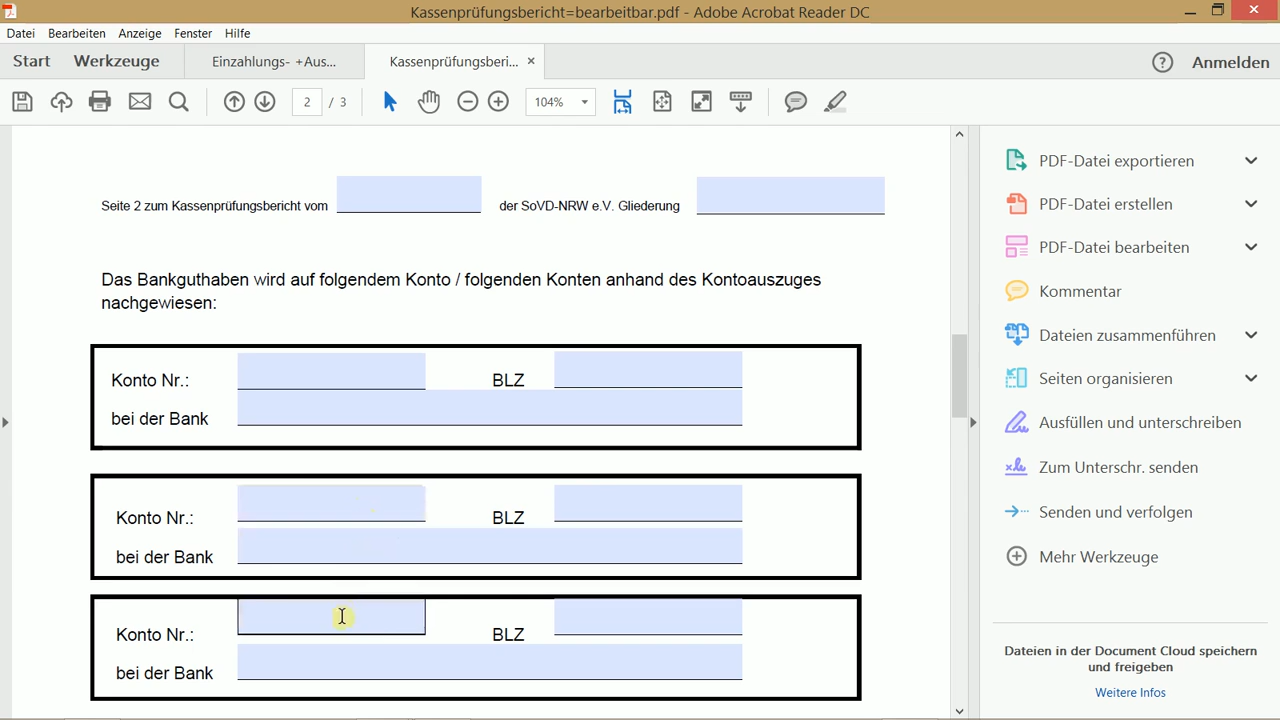 Kassenprüfungsbericht=bearbeitbar.pdf - Adobe Acrobat Reader DC
Datei Bearbeiten Anzeige Fenster Hilfe
Start Werkzeuge Einzahlungs- +Aus... Kassenprüfungsberi... × ? Anmelden
2 / 3 104%
Seite 2 zum Kassenprüfungsbericht vom der SoVD-NRW e.V. Gliederung
Das Bankguthaben wird auf folgendem Konto / folgenden Konten anhand des Kontoauszuges
nachgewiesen:
Konto Nr.: BLZ
bei der Bank
Konto Nr.: BLZ
bei der Bank
Konto Nr.: BLZ
bei der Bank
PDF-Datei exportieren
PDF-Datei erstellen
PDF-Datei bearbeiten
Kommentar
Dateien zusammenführen
Seiten organisieren
Ausfüllen und unterschreiben
Zum Unterschr. senden
Senden und verfolgen
Mehr Werkzeuge
Dateien in der Document Cloud speichern
und freigeben
Weitere Infos